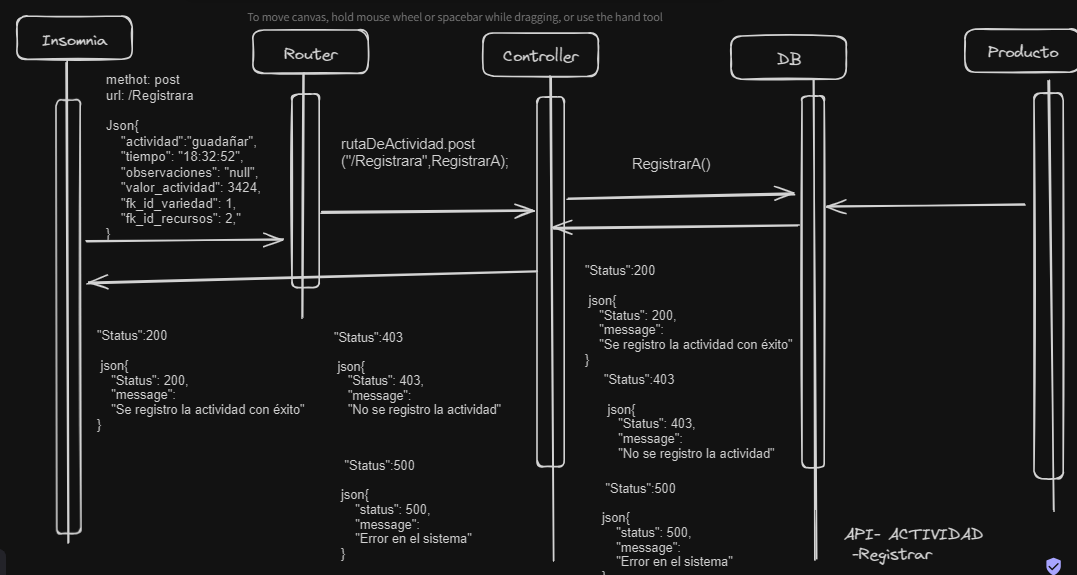 To move canvas, hold mouse wheel or spacebar while dragging, or use the hand tool
Insomnia
Router
Controller
DB
Producto
methot: post
url: /Registrara
Json{
"actividad":"guadañar",
"tiempo": "18:32:52",
"observaciones": "null",
"valor_actividad": 3424,
"fk_id_variedad": 1,
"fk_id_recursos": 2,"
}
rutaDeActividad.post
("/Registrara",RegistrarA);
RegistrarA()
"Status":200
json{
"Status": 200,
"message":
"Se registro la actividad con éxito"
}
"Status":403
json{
"Status": 403,
"message":
"No se registro la actividad"
"Status":500
json{
"status": 500,
"message":
"Error en el sistema"
}
"Status":200
json{
"Status": 200,
"message":
"Se registro la actividad con éxito"
}
"Status":403
json{
"Status": 403,
"message":
"No se registro la actividad"
"Status":500
json{
"status": 500,
"message":
"Error en el sistema"
}
API- ACTIVIDAD
-Registrar